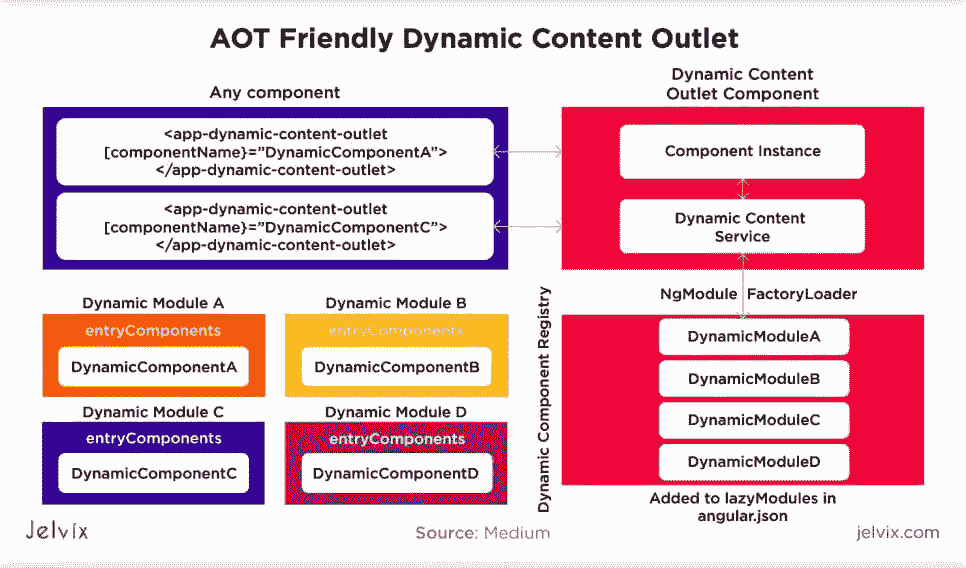 AOT Friendly Dynamic Content Outlet
Any component
<app-dynamic-content-outlet
[componentName}="DynamicComponentA”>
</app-dynamic-content-outlet>
<app-dynamic-content-outlet
[componentName}="DynamicComponentC”>
</app-dynamic-content-outlet>
Dynamic Content
Outlet Component
Component Instance
Dynamic Content
Service
NgModule FactoryLoader
Dynamic Component Registry
DynamicModuleA
DynamicModuleB
DynamicModuleC
DynamicModuleD
Added to lazyModules in
angular.json
Dynamic Module A
entryComponents
DynamicComponentA
Dynamic Module B
entryComponents
DynamicComponentB
Dynamic Module C
entryComponents
DynamicComponentC
Dynamic Module D
entryComponents
DynamicComponentD
Jelvix
Source: Medium
jelvix.com